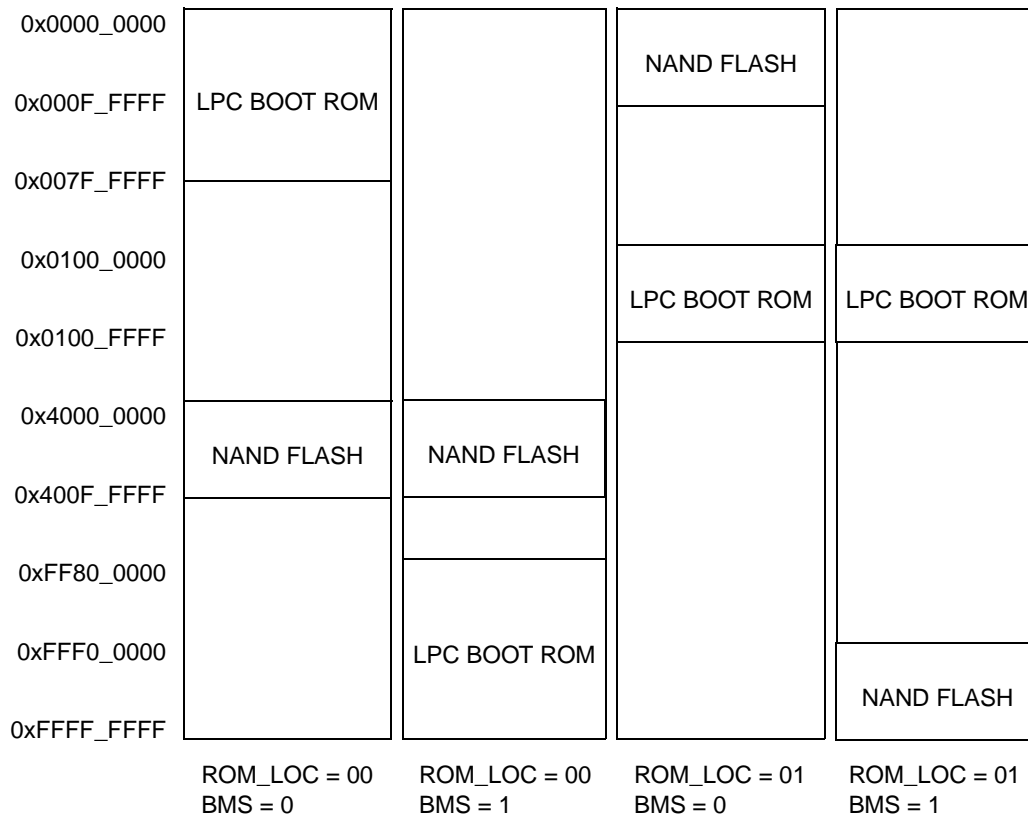 0x0000_0000
0x000F_FFFF
0x007F_FFFF
0x0100_0000
0x0100_FFFF
0x4000_0000
0x400F_FFFF
0xFF80_0000
0xFFF0_0000
0xFFFF_FFFF
LPC BOOT ROM
NAND FLASH
ROM_LOC = 00
BMS = 0
NAND FLASH
LPC BOOT ROM
ROM_LOC = 00
BMS = 1
NAND FLASH
LPC BOOT ROM
ROM_LOC = 01
BMS = 0
LPC BOOT ROM
NAND FLASH
ROM_LOC = 01
BMS = 1